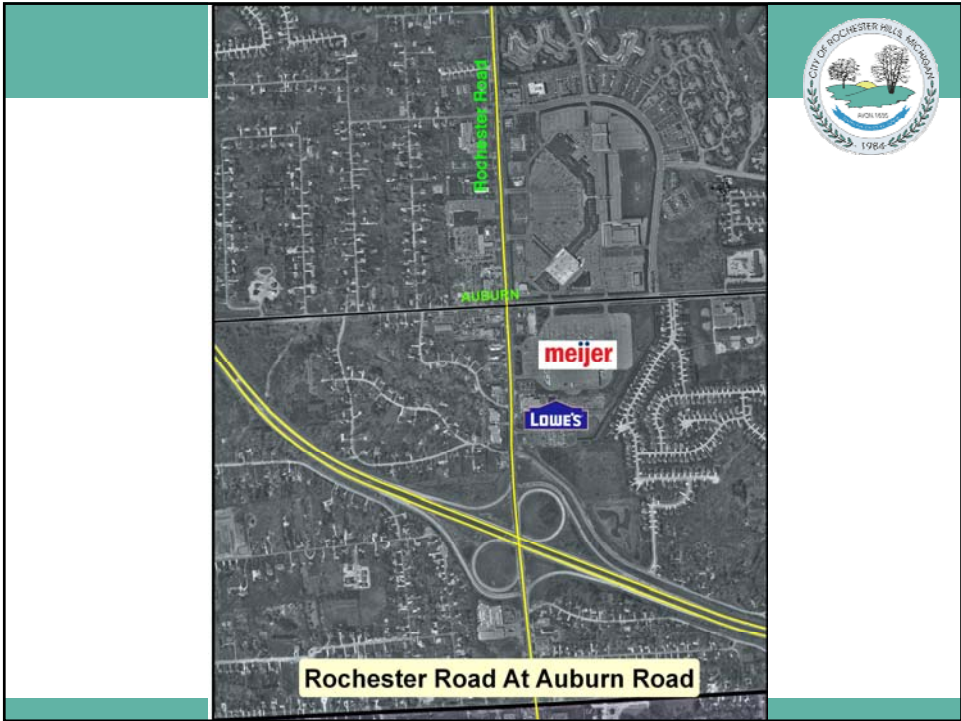 CITY OF ROCHESTER HILLS, MICHIGAN
AVON 1835
1984
Rochester Road
AUBURN
meijer
LOWE'S
Rochester Road At Auburn Road